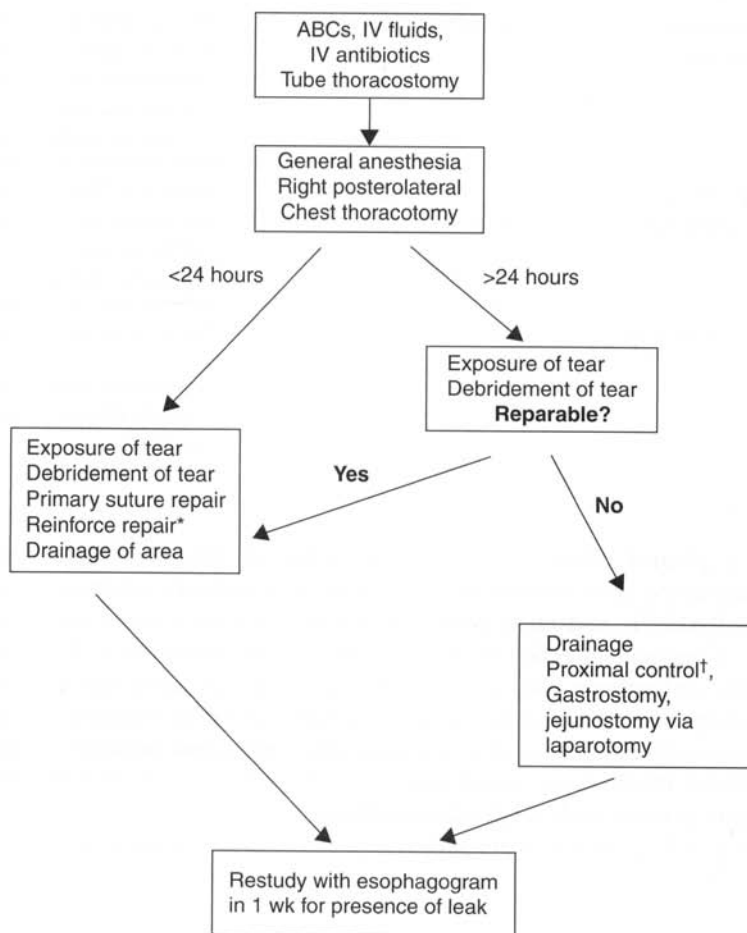 ABCs, IV fluids,
IV antibiotics
Tube thoracostomy
General anesthesia
Right posterolateral
Chest thoracotomy
<24 hours
>24 hours
Exposure of tear
Debridement of tear
Reparable?
Exposure of tear
Debridement of tear
Primary suture repair
Reinforce repair*
Drainage of area
Yes
No
Drainage
Proximal control†,
Gastrostomy,
jejunostomy via
laparotomy
Restudy with esophagogram
in 1 wk for presence of leak